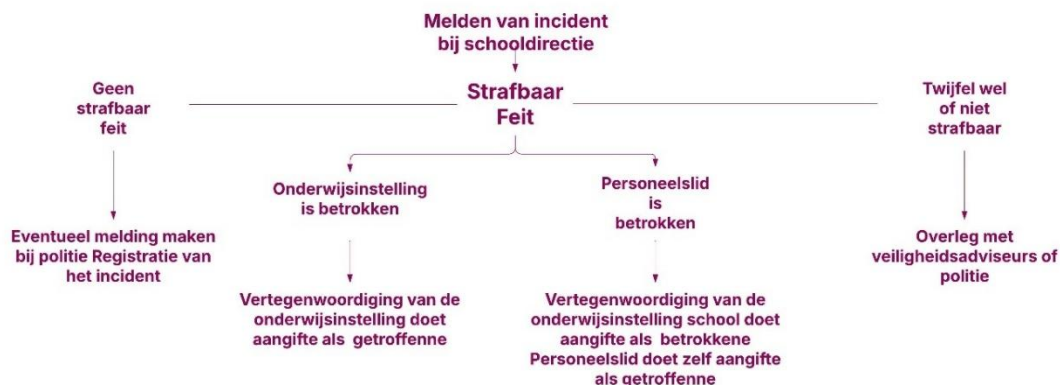 Melden van incident
bij schooldirectie
Geen
strafbaar
feit
Strafbaar
Feit
Twijfel wel
of niet
strafbaar
Onderwijsinstelling
is betrokken
Personeelslid
is
betrokken
Eventueel melding maken
bij politie Registratie van
het incident
Overleg met
veiligheidsadviseurs of
politie
Vertegenwoordiging van de
onderwijsinstelling doet
aangifte als getroffenne
Vertegenwoordiging van de
onderwijsinstelling school doet
aangifte als betrokkene
Personeelslid doet zelf aangifte
als getroffenne